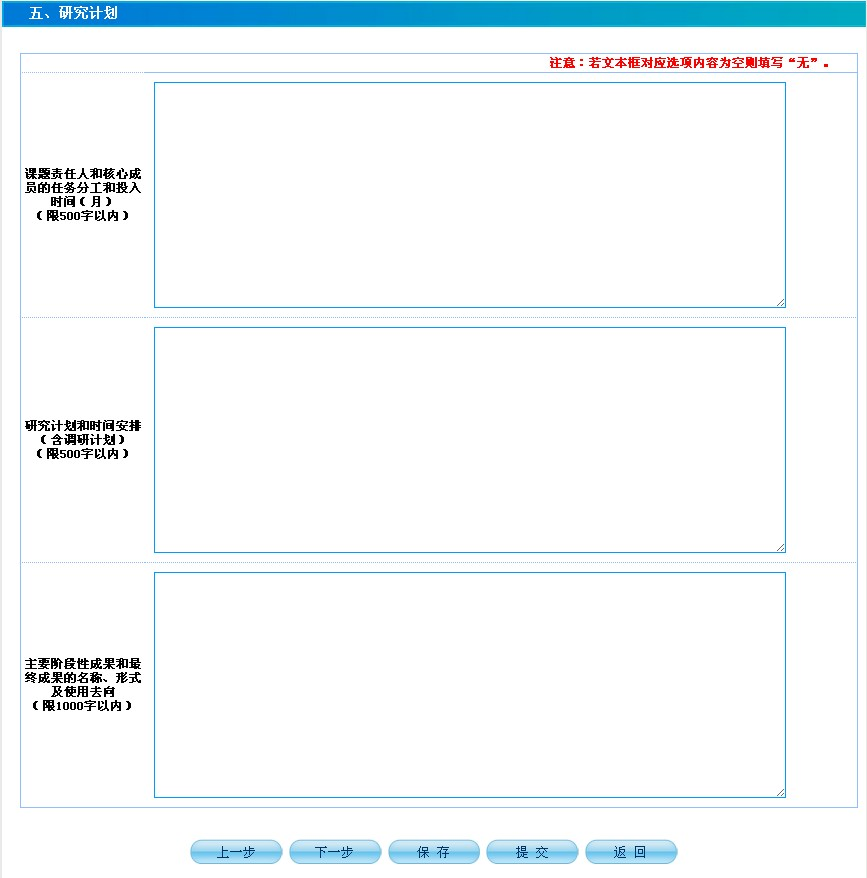 五、研究计划
注意：若文本框对应选项内容为空则填写“无”。
课题责任人和核心成
员的任务分工和投入
时间（月）
（限500字以内）
研究计划和时间安排
（含调研计划）
（限500字以内）
主要阶段性成果和最
终成果的名称、形式
及使用去向
（限1000字以内）
上一步 下一步 保 存 提 交 返 回